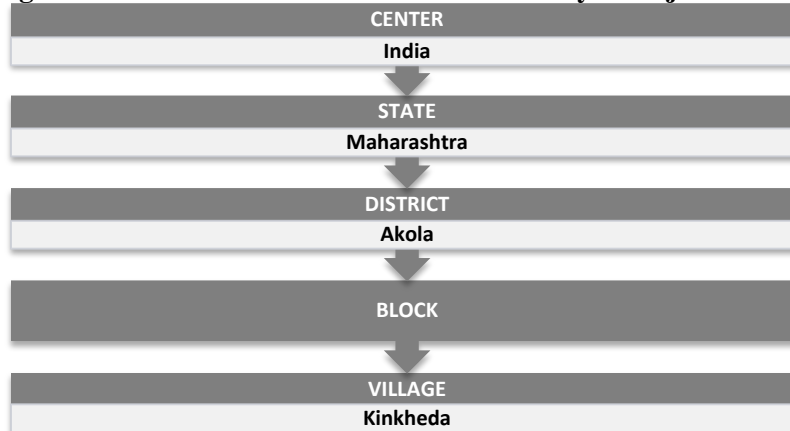 CENTER
India
STATE
Maharashtra
DISTRICT
Akola
BLOCK
VILLAGE
Kinkheda